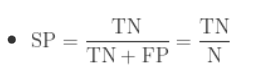 • SP = TN / (TN + FP) = TN / N